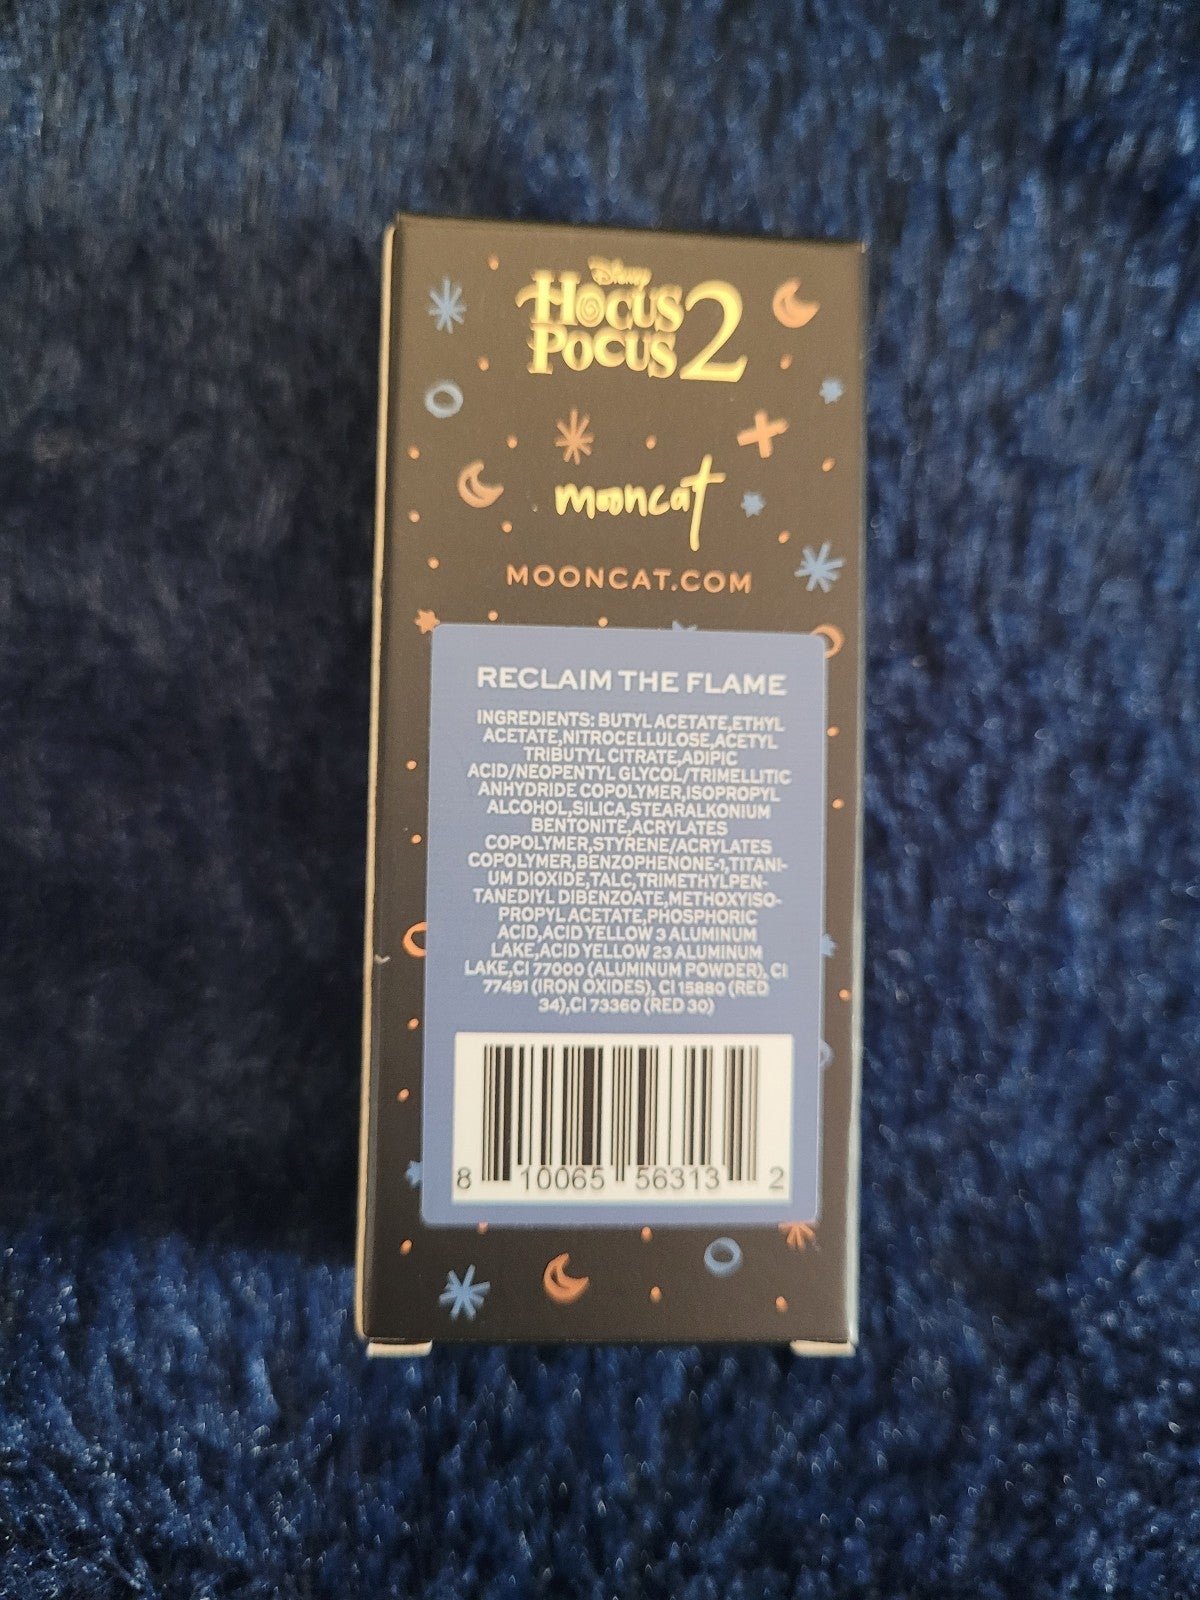 Disney
HOCUS
POCUS 2
mooncat
MOONCAT.COM
RECLAIM THE FLAME
INGREDIENTS: BUTYL ACETATE,ETHYL
ACETATE,NITROCELLULOSE,ACETYL
TRIBUTYL CITRATE,ADIPIC
ACID/NEOPENTYL GLYCOL/TRIMELLITIC
ANHYDRIDE COPOLYMER,ISOPROPYL
ALCOHOL,SILICA,STEARALKONIUM
BENTONITE,ACRYLATES
COPOLYMER,STYRENE/ACRYLATES
COPOLYMER,BENZOPHENONE-1,TITANI-
UM DIOXIDE,TALC,TRIMETHYLPEN-
TANEDIYL DIBENZOATE,METHOXYISO-
PROPYL ACETATE,PHOSPHORIC
ACID,ACID YELLOW 3 ALUMINUM
LAKE,ACID YELLOW 23 ALUMINUM
LAKE,CI 77000 (ALUMINUM POWDER), CI
77491 (IRON OXIDES), CI 15880 (RED
34),CI 73360 (RED 30)
8 10065 56313 2